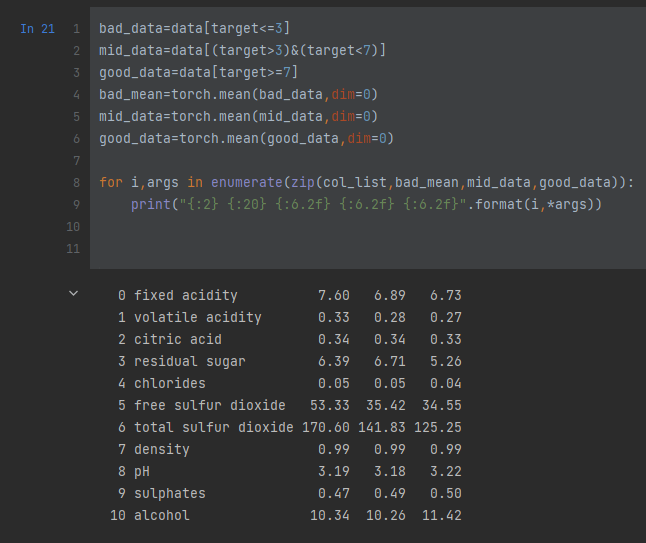 In 21
1 bad_data=data[target<=3]
2 mid_data=data[(target>3)&(target<7)]
3 good_data=data[target>=7]
4 bad_mean=torch.mean(bad_data,dim=0)
5 mid_data=torch.mean(mid_data,dim=0)
6 good_data=torch.mean(good_data,dim=0)
7
8 for i,args in enumerate(zip(col_list,bad_mean,mid_data,good_data)):
9     print("{:2} {:20} {:6.2f} {:6.2f} {:6.2f}".format(i,*args))
10
11
 0 fixed acidity          7.60   6.89   6.73
 1 volatile acidity       0.33   0.28   0.27
 2 citric acid            0.34   0.34   0.33
 3 residual sugar         6.39   6.71   5.26
 4 chlorides              0.05   0.05   0.04
 5 free sulfur dioxide   53.33  35.42  34.55
 6 total sulfur dioxide 170.60 141.83 125.25
 7 density                0.99   0.99   0.99
 8 pH                     3.19   3.18   3.22
 9 sulphates              0.47   0.49   0.50
10 alcohol               10.34  10.26  11.42